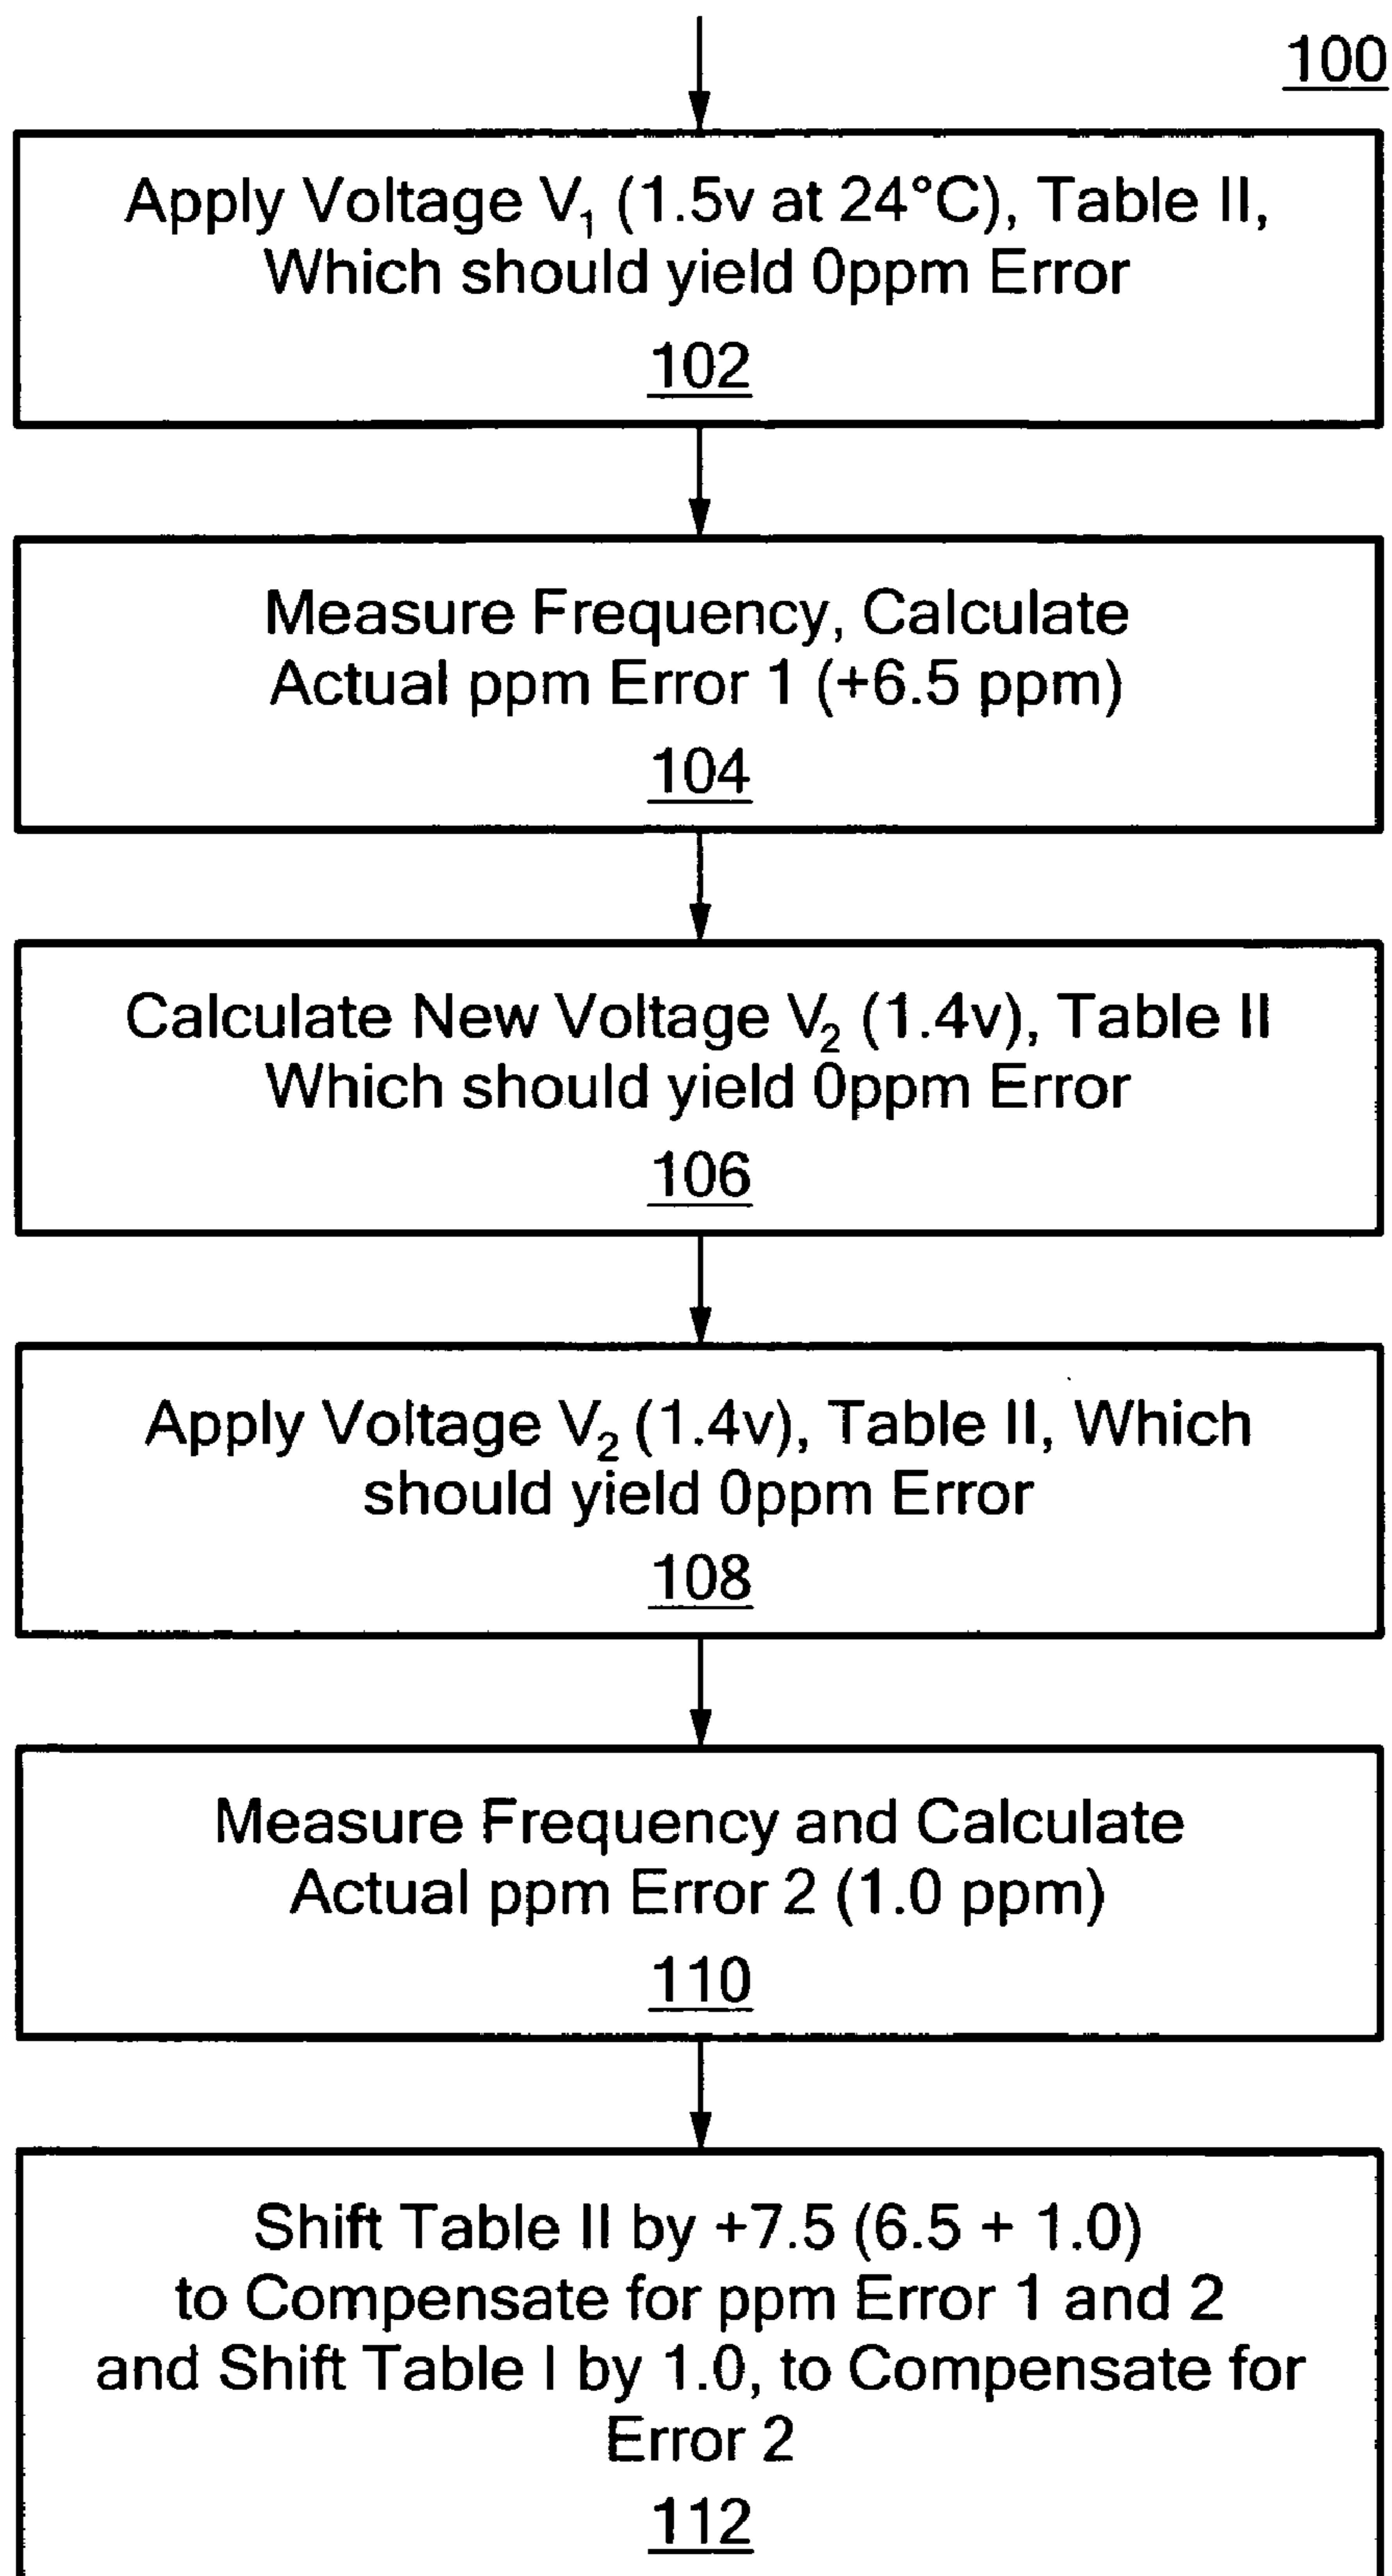 100
Apply Voltage V₁ (1.5v at 24°C), Table II,
Which should yield 0ppm Error
102
Measure Frequency, Calculate
Actual ppm Error 1 (+6.5 ppm)
104
Calculate New Voltage V₂ (1.4v), Table II
Which should yield 0ppm Error
106
Apply Voltage V₂ (1.4v), Table II, Which
should yield 0ppm Error
108
Measure Frequency and Calculate
Actual ppm Error 2 (1.0 ppm)
110
Shift Table II by +7.5 (6.5 + 1.0)
to Compensate for ppm Error 1 and 2
and Shift Table I by 1.0, to Compensate for
Error 2
112